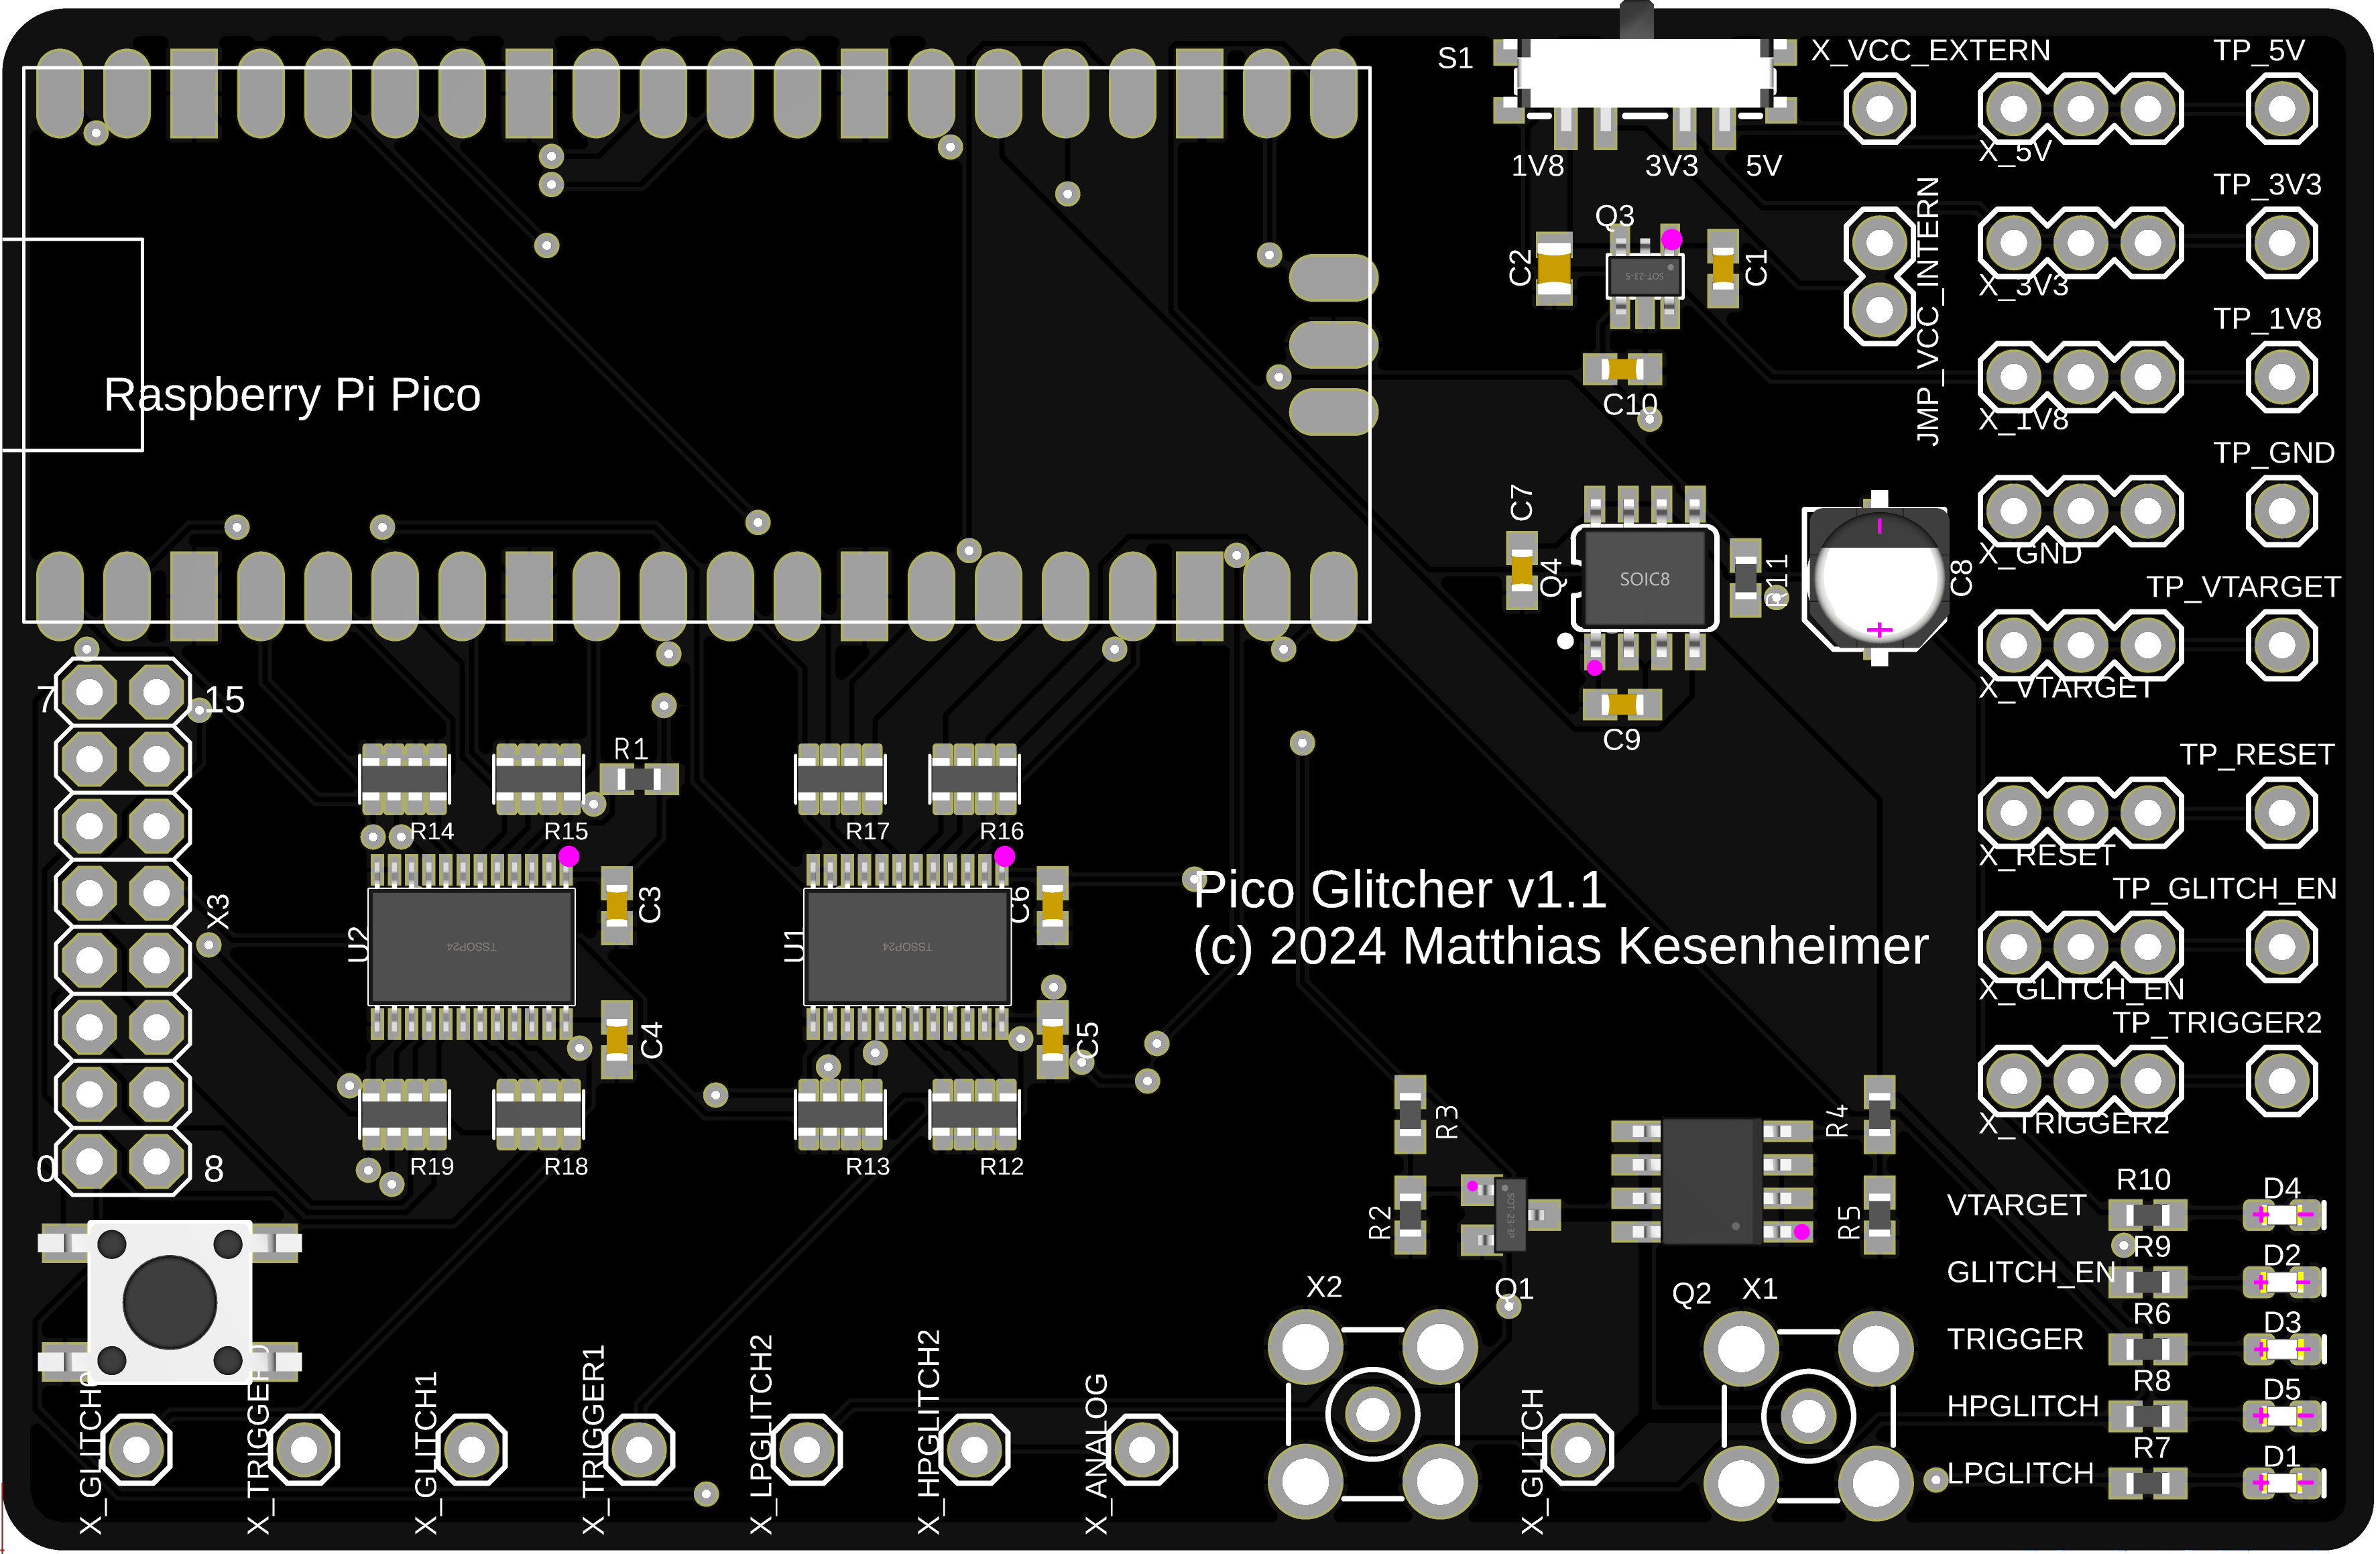 S1
X_VCC_EXTERN
TP_5V
X_5V
1V8
3V3
5V
TP_3V3
X_3V3
JMP_VCC_INTERN
Q3
C2
SOT-23-5
C1
TP_1V8
X_1V8
C10
Raspberry Pi Pico
TP_GND
X_GND
C7
Q4
SOIC8
R11
C8
TP_VTARGET
X_VTARGET
C9
7
15
R1
R14
R15
R17
R16
TP_RESET
X_RESET
X3
U2
TSSOP24
C3
U1
TSSOP24
C6
Pico Glitcher v1.1
(c) 2024 Matthias Kesenheimer
TP_GLITCH_EN
X_GLITCH_EN
C4
C5
TP_TRIGGER2
X_TRIGGER2
R19
R18
R13
R12
0
8
R3
R4
R2
SOT-23-3P
R5
Q1
X2
Q2
X1
VTARGET
R10
D4
GLITCH_EN
R9
D2
TRIGGER
R6
D3
HPGLITCH
R8
D5
LPGLITCH
R7
D1
X_TRIGGER0
X_GLITCH1
X_TRIGGER1
X_LPGLITCH2
X_HPGLITCH2
X_ANALOG
X_GLITCH